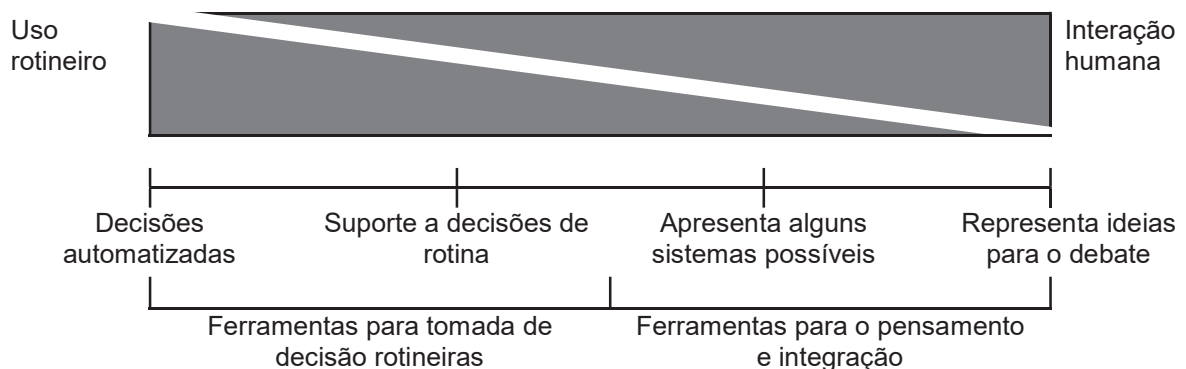 Uso
rotineiro
Interação
humana
Decisões
automatizadas
Suporte a decisões de
rotina
Apresenta alguns
sistemas possíveis
Representa ideias
para o debate
Ferramentas para tomada de
decisão rotineiras
Ferramentas para o pensamento
e integração